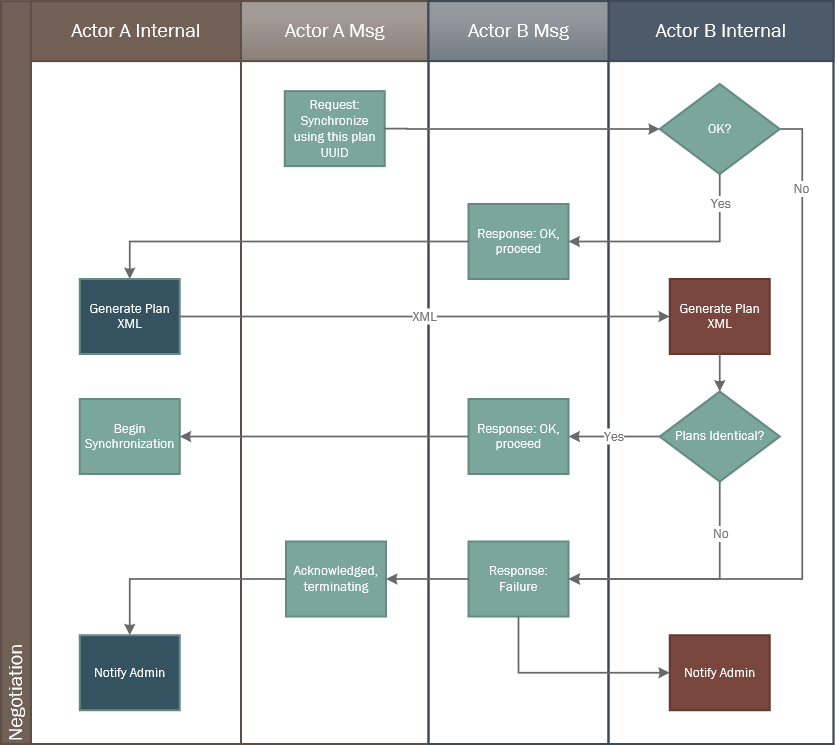 Actor A Internal
Actor A Msg
Actor B Msg
Actor B Internal
Request:
Synchronize
using this plan
UUID
OK?
No
Yes
Response: OK,
proceed
Generate Plan
XML
XML
Generate Plan
XML
Begin
Synchronization
Response: OK,
proceed
Yes
Plans Identical?
No
Acknowledged,
terminating
Response:
Failure
Notify Admin
Notify Admin
Negotiation